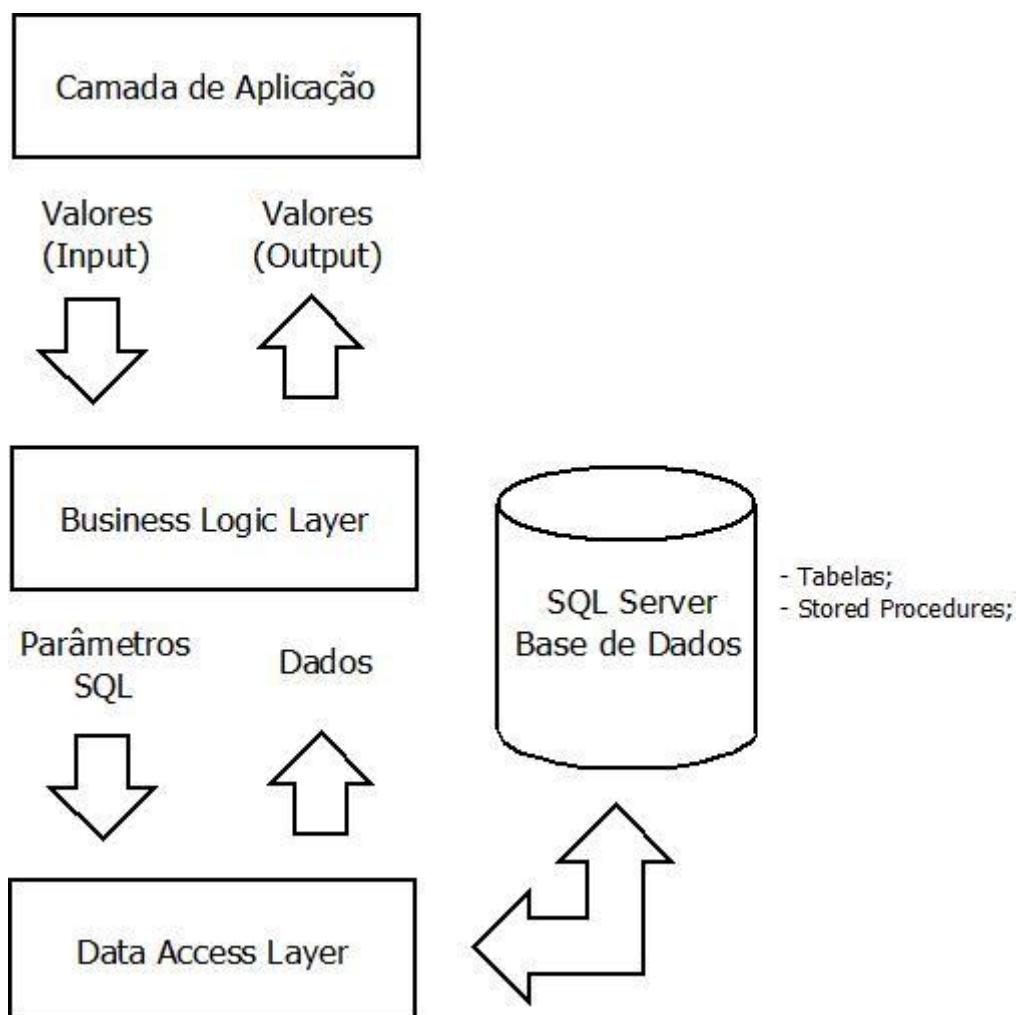 Camada de Aplicação
Valores
(Input)
Valores
(Output)
Business Logic Layer
Parâmetros
SQL
Dados
SQL Server
Base de Dados
- Tabelas;
- Stored Procedures;
Data Access Layer